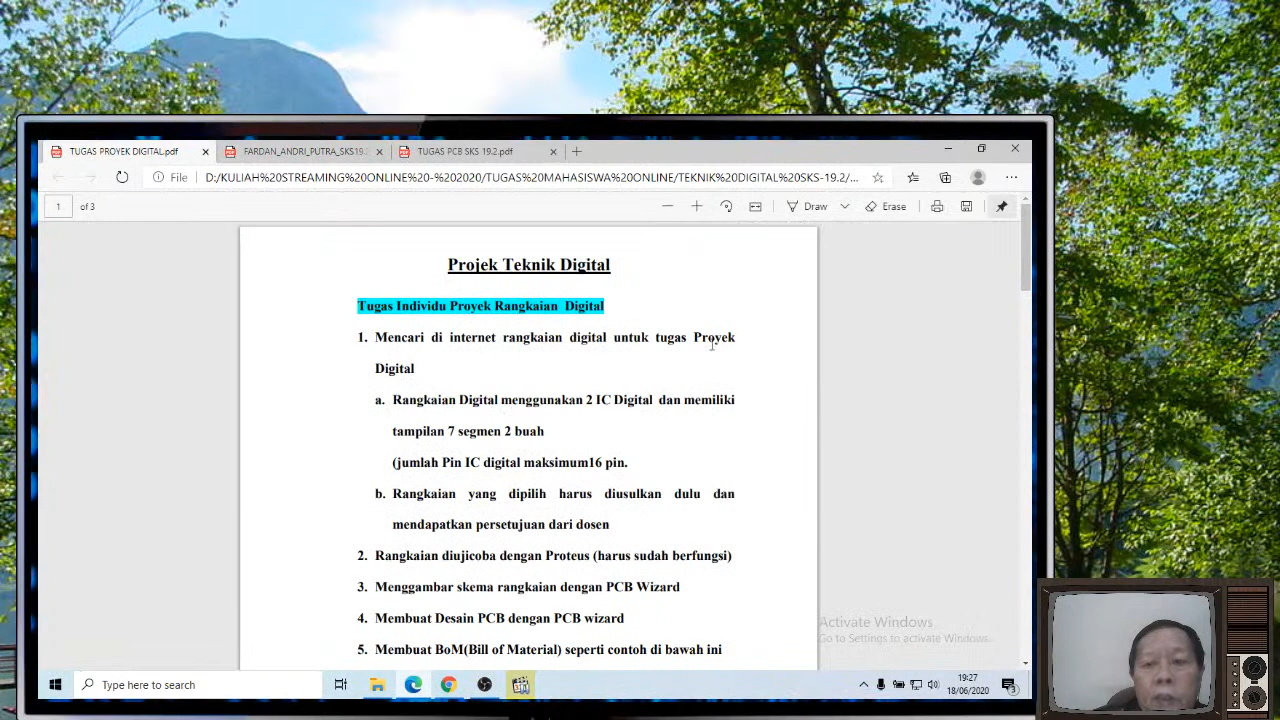 TUGAS PROYEK DIGITAL.pdf
FARDAN_ANDRI_PUTRA_SKS19.
TUGAS PCB SKS 19.2.pdf
File
D:/KULIAH%20STREAMING%20ONLINE%20-%202020/TUGAS%20MAHASISWA%20ONLINE/TEKNIK%20DIGITAL%20SKS-19.2/...
1 of 3
Draw
Erase
Projek Teknik Digital
Tugas Individu Proyek Rangkaian Digital
1. Mencari di internet rangkaian digital untuk tugas Proyek
Digital
a. Rangkaian Digital menggunakan 2 IC Digital dan memiliki
tampilan 7 segmen 2 buah
(jumlah Pin IC digital maksimum16 pin.
b. Rangkaian yang dipilih harus diusulkan dulu dan
mendapatkan persetujuan dari dosen
2. Rangkaian diujicoba dengan Proteus (harus sudah berfungsi)
3. Menggambar skema rangkaian dengan PCB Wizard
4. Membuat Desain PCB dengan PCB wizard
5. Membuat BoM(Bill of Material) seperti contoh di bawah ini
Activate Windows
Go to Settings to activate Windows.
Type here to search
19:27
18/06/2020
3